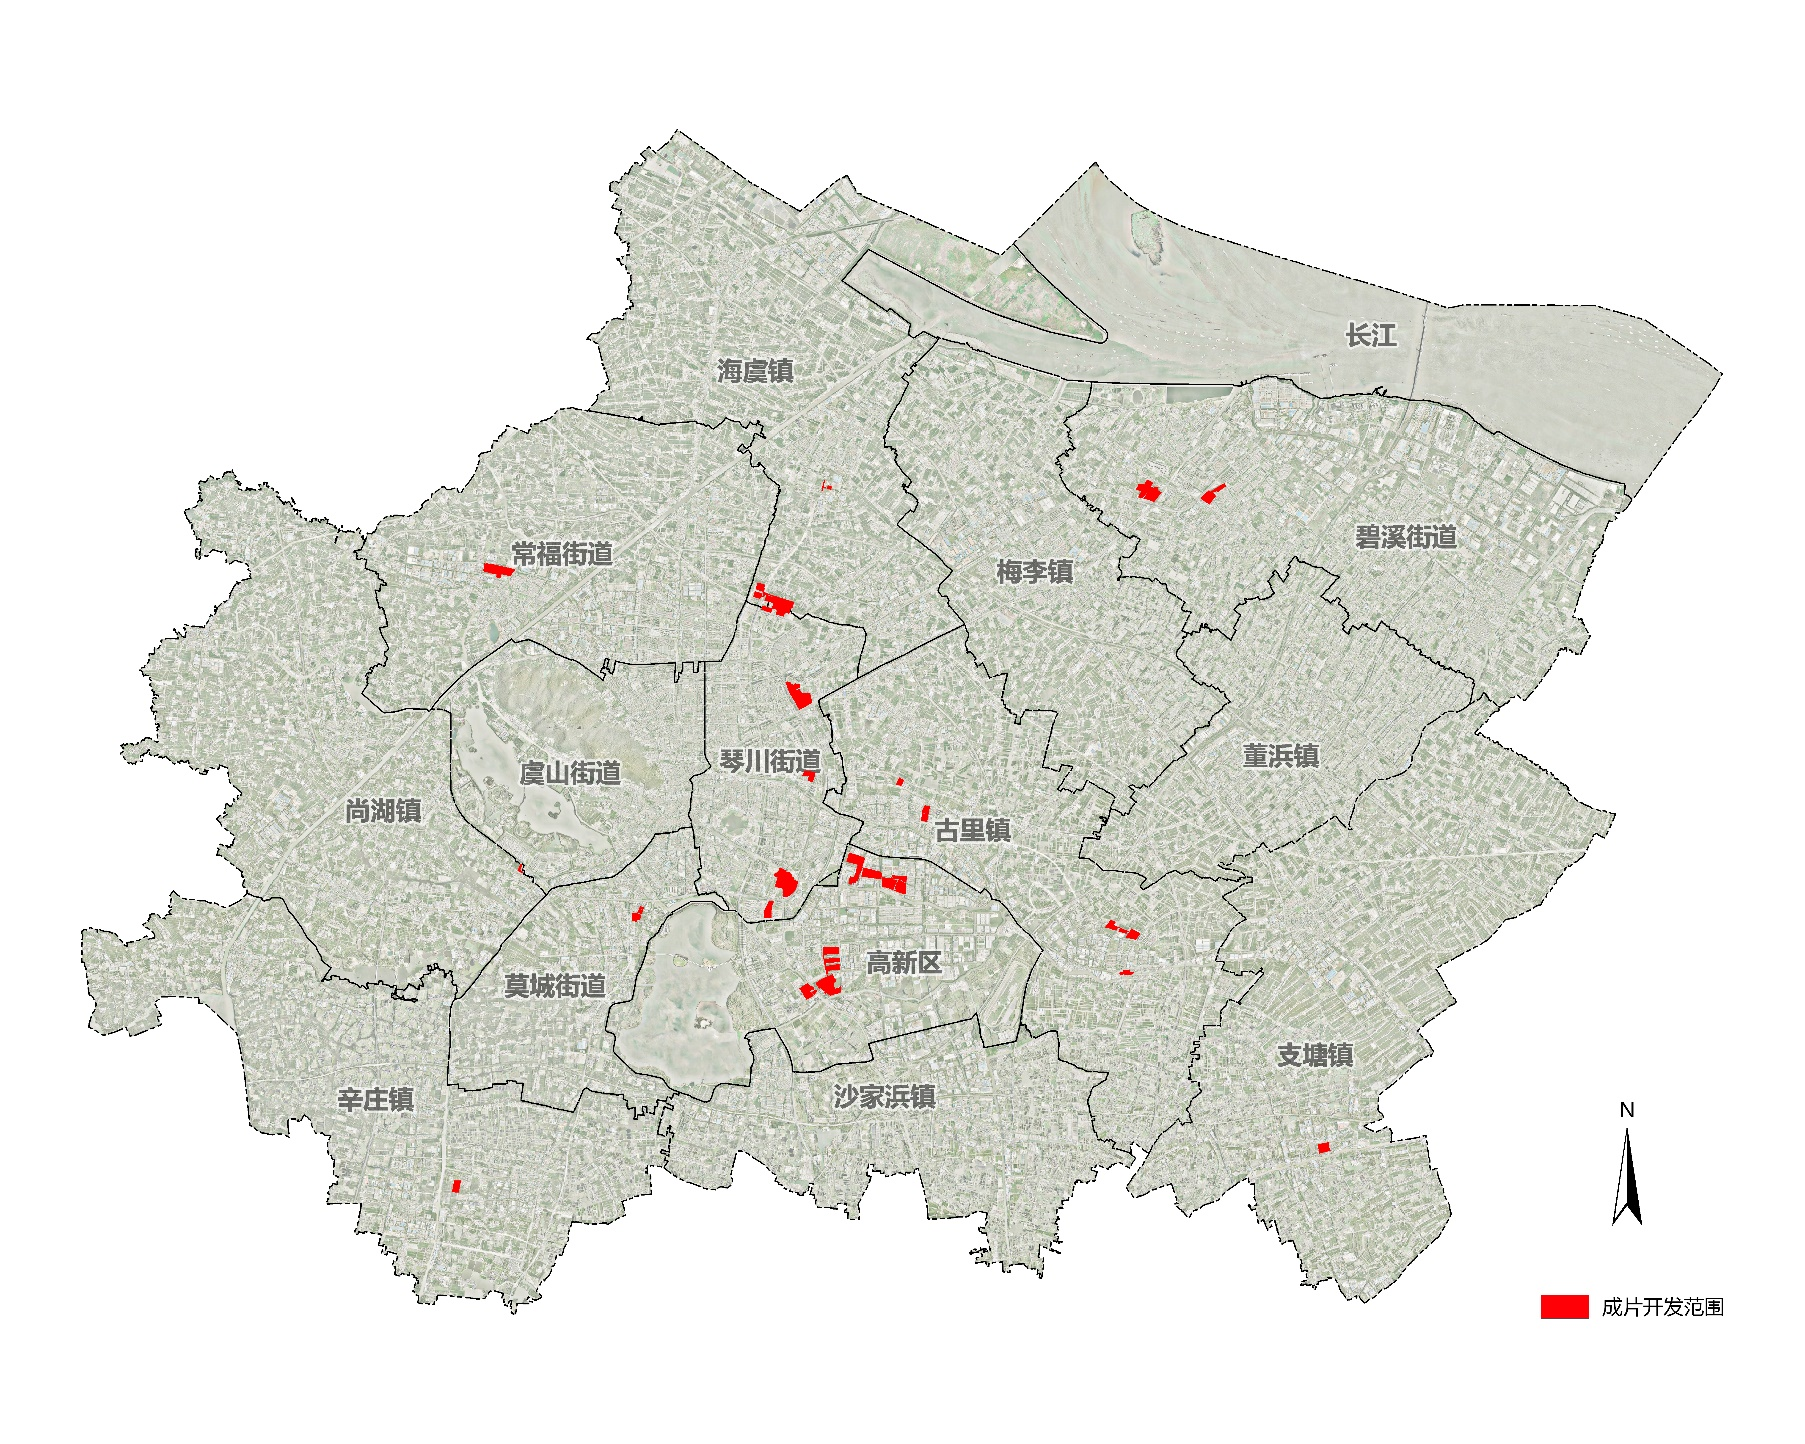 长江
海虞镇
碧溪街道
常福街道
梅李镇
董浜镇
琴川街道
虞山街道
尚湖镇
古里镇
高新区
莫城街道
支塘镇
沙家浜镇
辛庄镇
N
成片开发范围